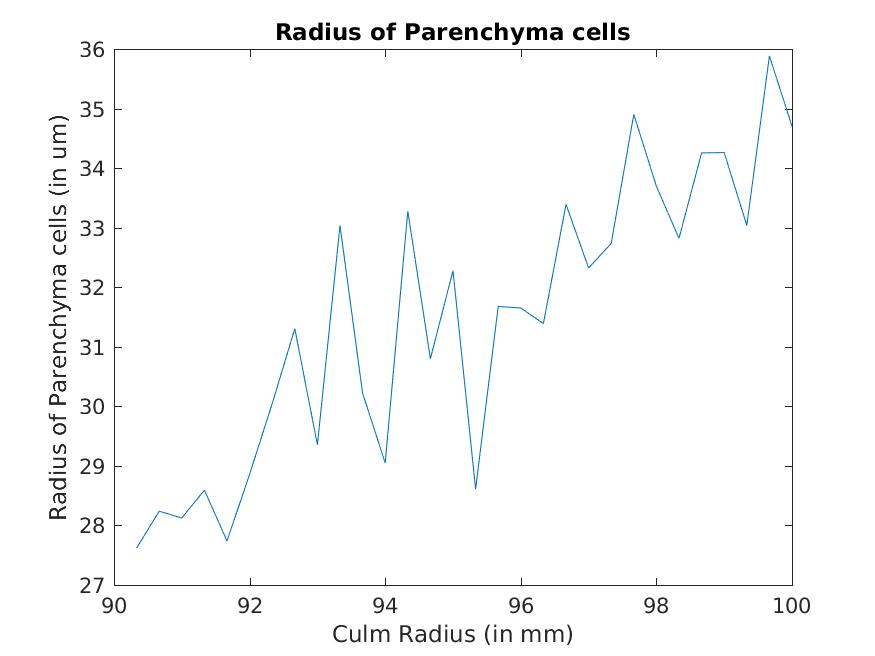 Radius of Parenchyma cells
Radius of Parenchyma cells (in um)
36
35
34
33
32
31
30
29
28
27
90 92 94 96 98 100
Culm Radius (in mm)